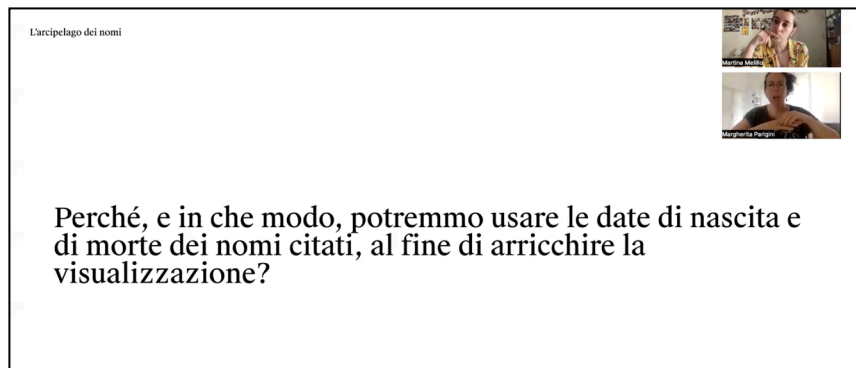 L'arcipelago dei nomi
Martina Melillo
Margherita Parigini
Perché, e in che modo, potremmo usare le date di nascita e
di morte dei nomi citati, al fine di arricchire la
visualizzazione?